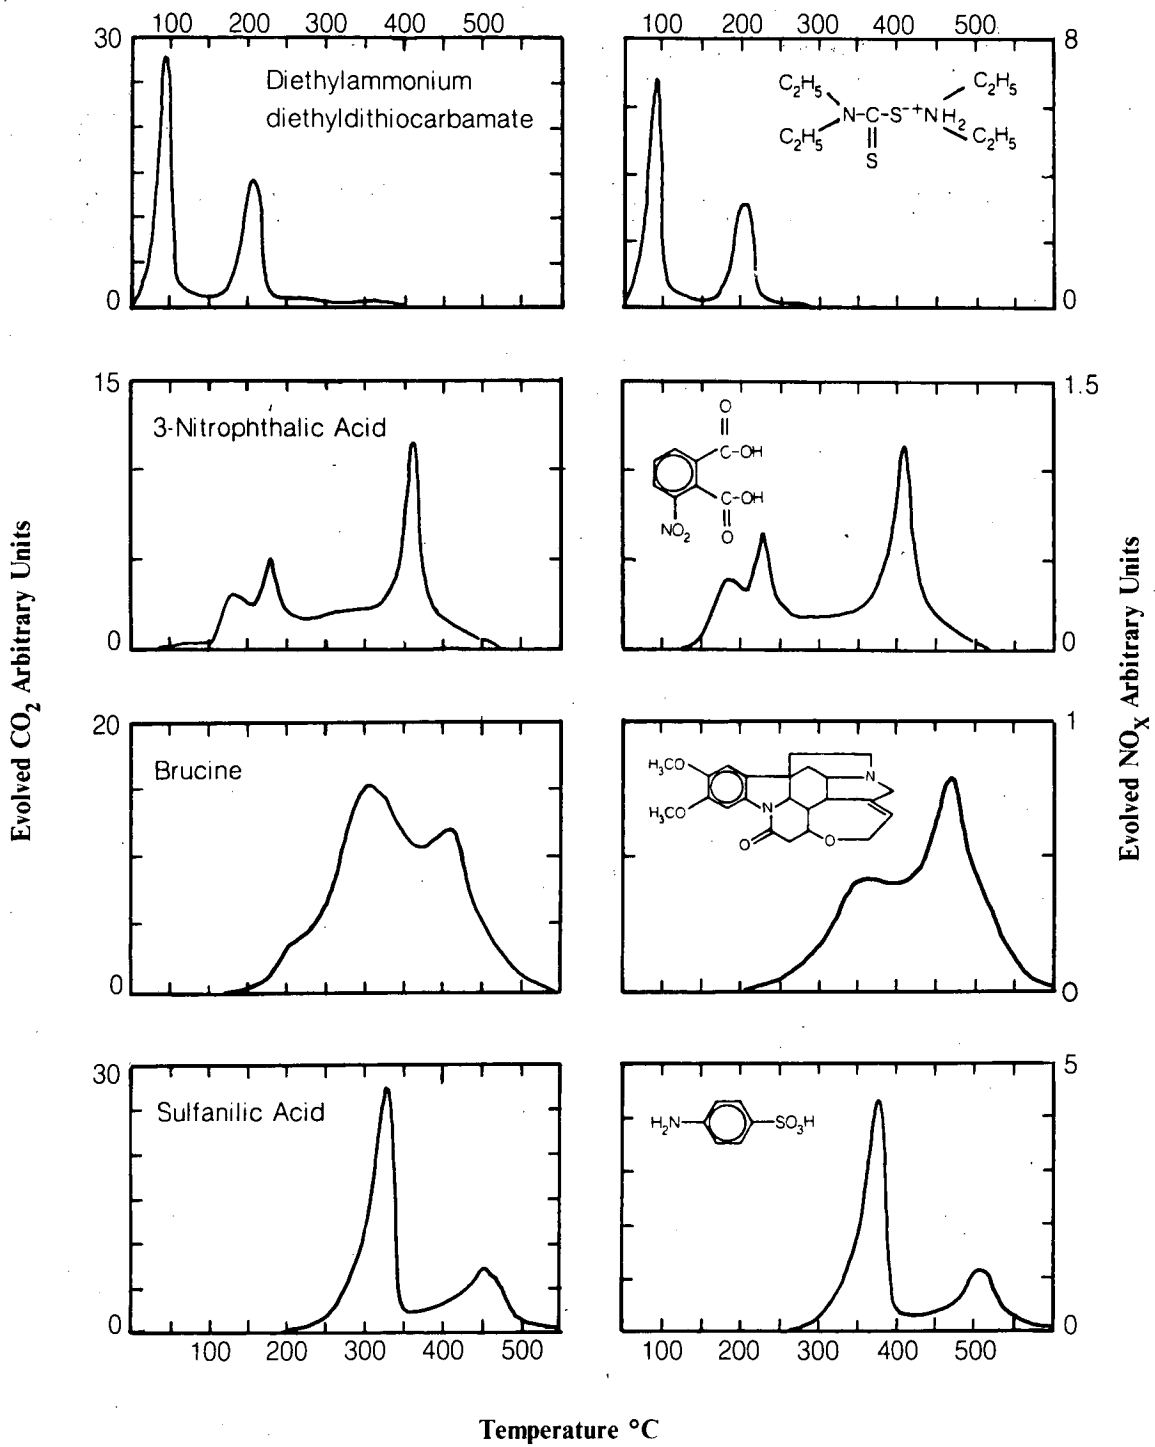 100 200 300 400 500
100 200 300 400 500
30
0
Diethylammonium
diethyldithiocarbamate
8
0
C2H5
C2H5
N-C-S-+NH2
S
C2H5
C2H5
15
0
3-Nitrophthalic Acid
1.5
0
O
C-OH
C-OH
O
NO2
20
0
Brucine
1
0
H3CO
H3CO
N
N
O
O
30
0
Sulfanilic Acid
5
0
H2N
SO3H
100 200 300 400 500
100 200 300 400 500
Evolved CO2 Arbitrary Units
Evolved NOX Arbitrary Units
Temperature °C